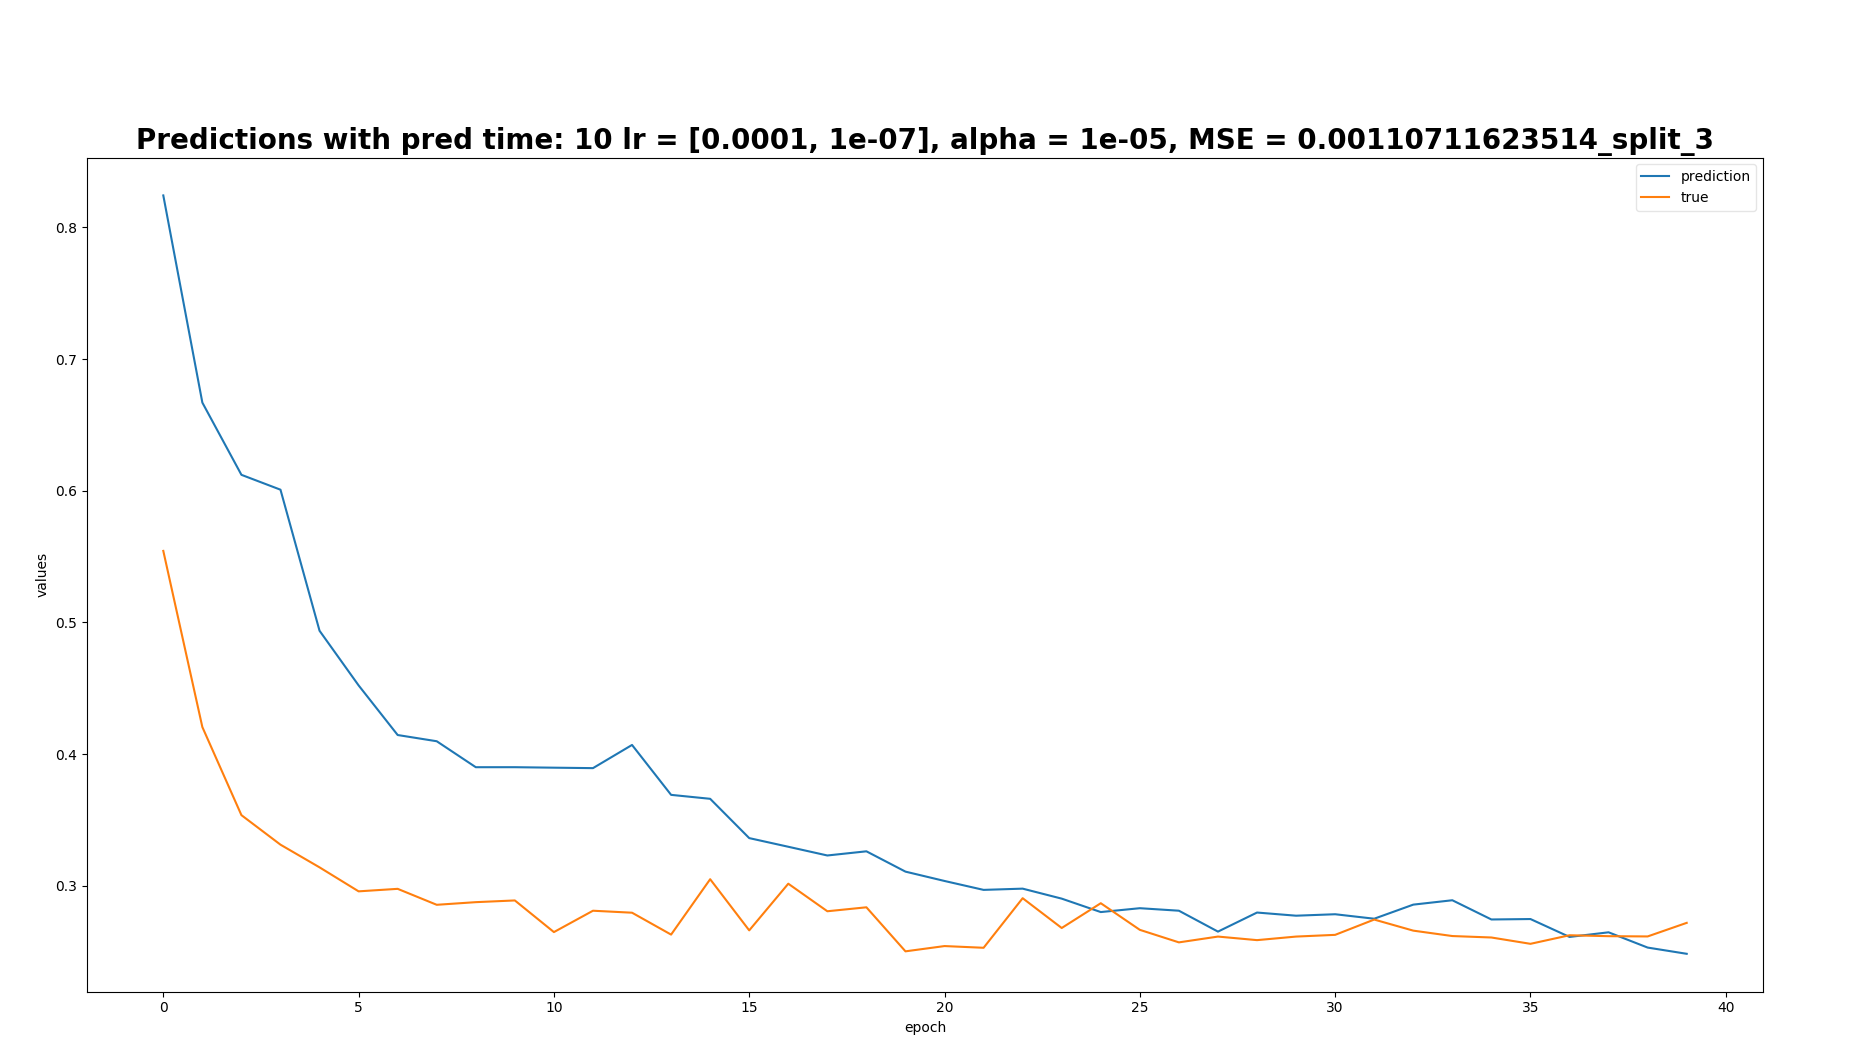 Predictions with pred time: 10 lr = [0.0001, 1e-07], alpha = 1e-05, MSE = 0.00110711623514_split_3
prediction
true
0.8
0.7
0.6
0.5
0.4
0.3
values
0 5 10 15 20 25 30 35 40
epoch